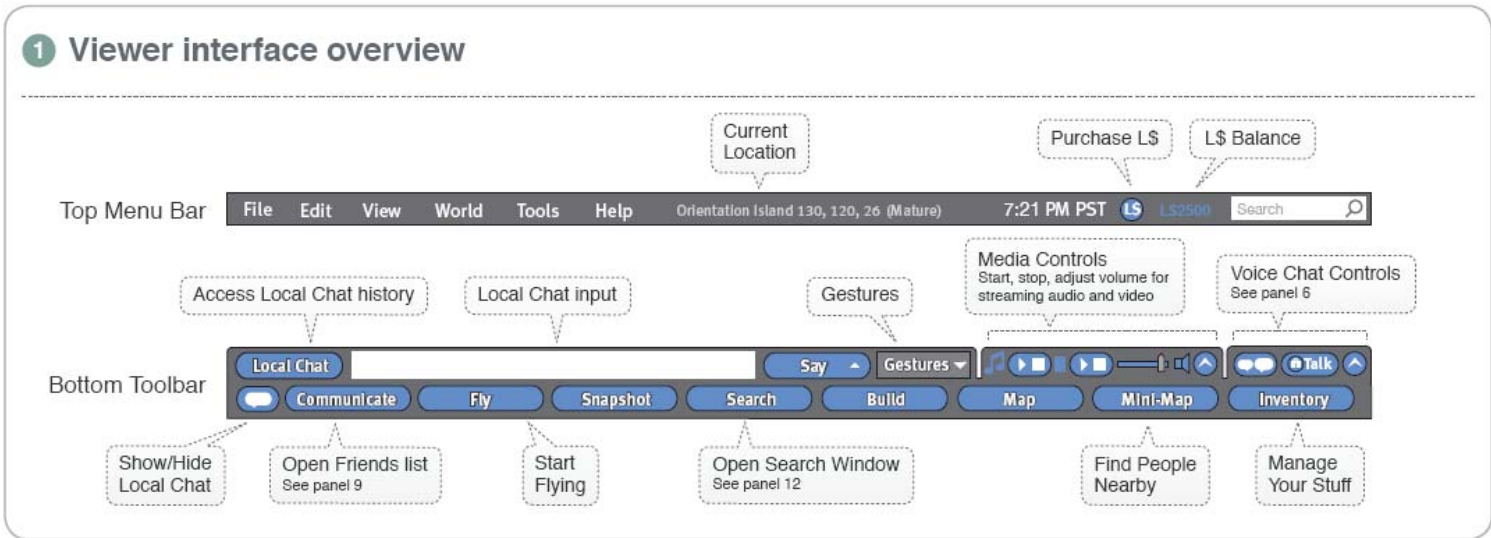 1 Viewer interface overview
Current
Location
Purchase L$
L$ Balance
Top Menu Bar
File Edit View World Tools Help Orientation Island 130, 120, 26 (Mature) 7:21 PM PST L$ L$2500 Search
Access Local Chat history
Local Chat input
Gestures
Media Controls
Start, stop, adjust volume for
streaming audio and video
Voice Chat Controls
See panel 6
Bottom Toolbar
Local Chat Say Gestures Talk
Communicate Fly Snapshot Search Build Map Mini-Map Inventory
Show/Hide
Local Chat
Open Friends list
See panel 9
Start
Flying
Open Search Window
See panel 12
Find People
Nearby
Manage
Your Stuff